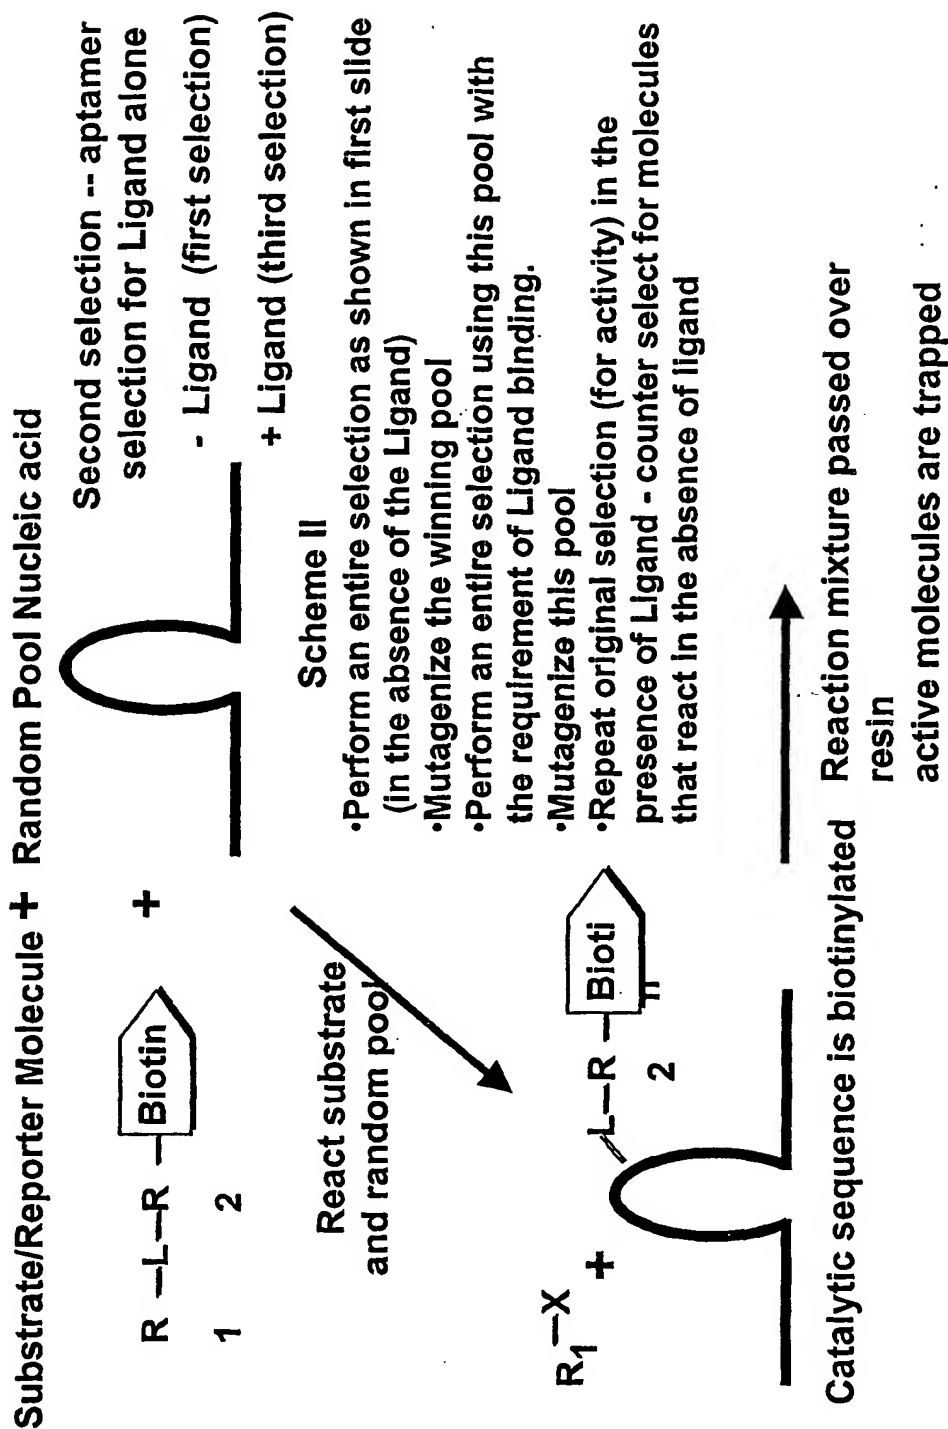 Substrate/Reporter Molecule + Random Pool Nucleic acid
R —L—R — Biotin +
1 2
Second selection -- aptamer
selection for Ligand alone
- Ligand (first selection)
+ Ligand (third selection)
React substrate
and random pool
Scheme II
•Perform an entire selection as shown in first slide
(in the absence of the Ligand)
•Mutagenize the winning pool
•Perform an entire selection using this pool with
the requirement of Ligand binding.
•Mutagenize this pool
•Repeat original selection (for activity) in the
presence of Ligand - counter select for molecules
that react in the absence of ligand
R1—X + L—R — Bioti
2 n
Catalytic sequence is biotinylated
Reaction mixture passed over
resin
active molecules are trapped